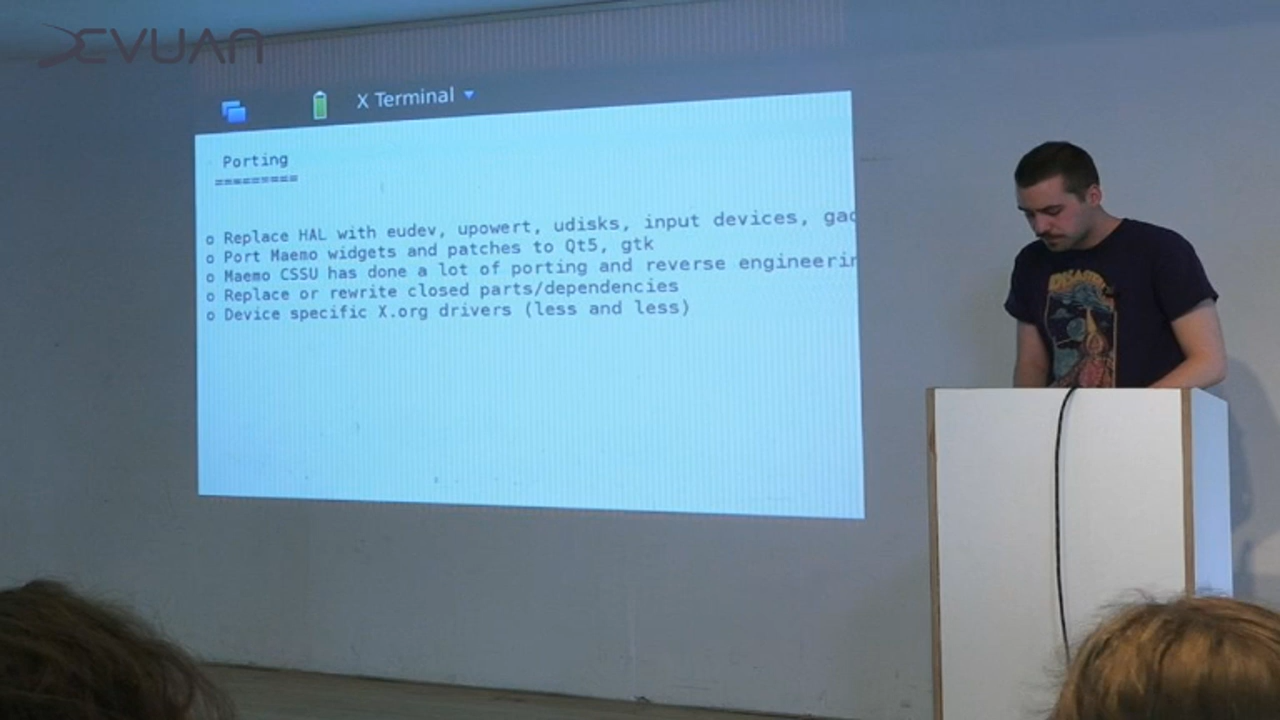 DEVUAN
X Terminal
Porting
=========
o Replace HAL with eudev, upowert, udisks, input devices,
o Port Maemo widgets and patches to Qt5, gtk
o Maemo CSSU has done a lot of porting and reverse engineerin
o Replace or rewrite closed parts/dependencies
o Device specific X.org drivers (less and less)